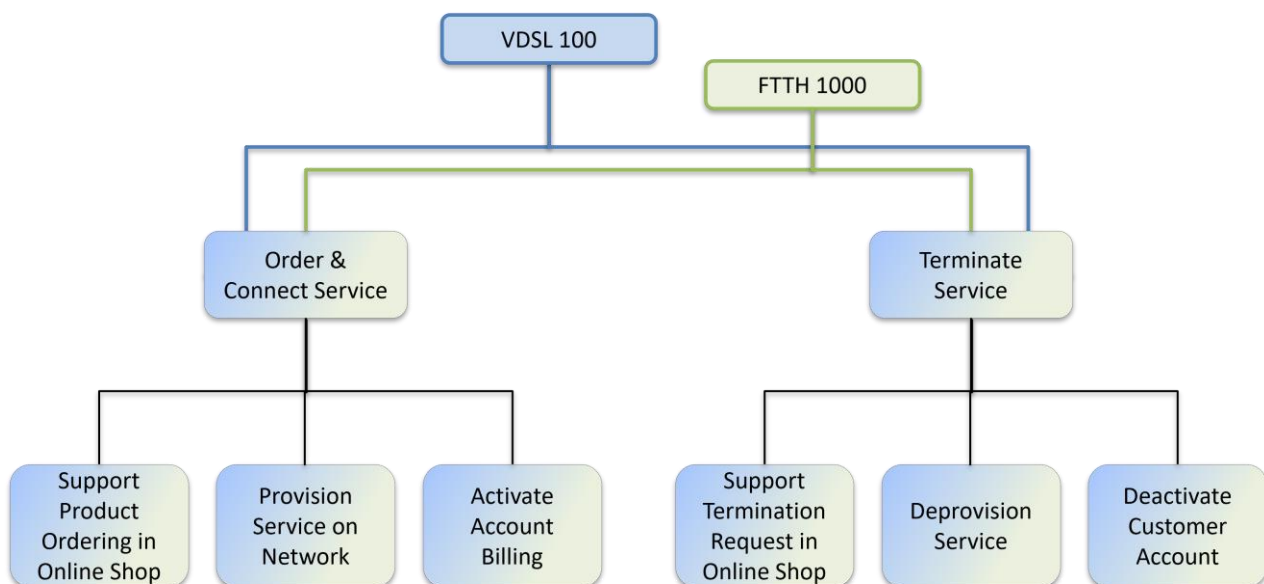 VDSL 100
FTTH 1000
Order &
Connect Service
Terminate
Service
Support
Product
Ordering in
Online Shop
Provision
Service on
Network
Activate
Account
Billing
Support
Termination
Request in
Online Shop
Deprovision
Service
Deactivate
Customer
Account